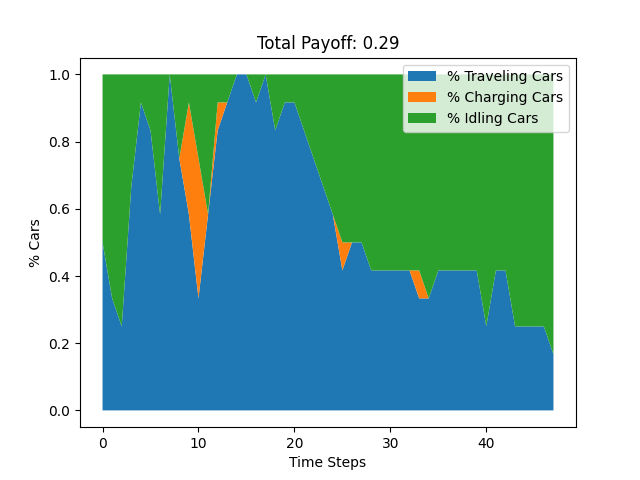 Total Payoff: 0.29
% Traveling Cars
% Charging Cars
% Idling Cars
1.0
0.8
0.6
0.4
0.2
0.0
% Cars
0 10 20 30 40
Time Steps